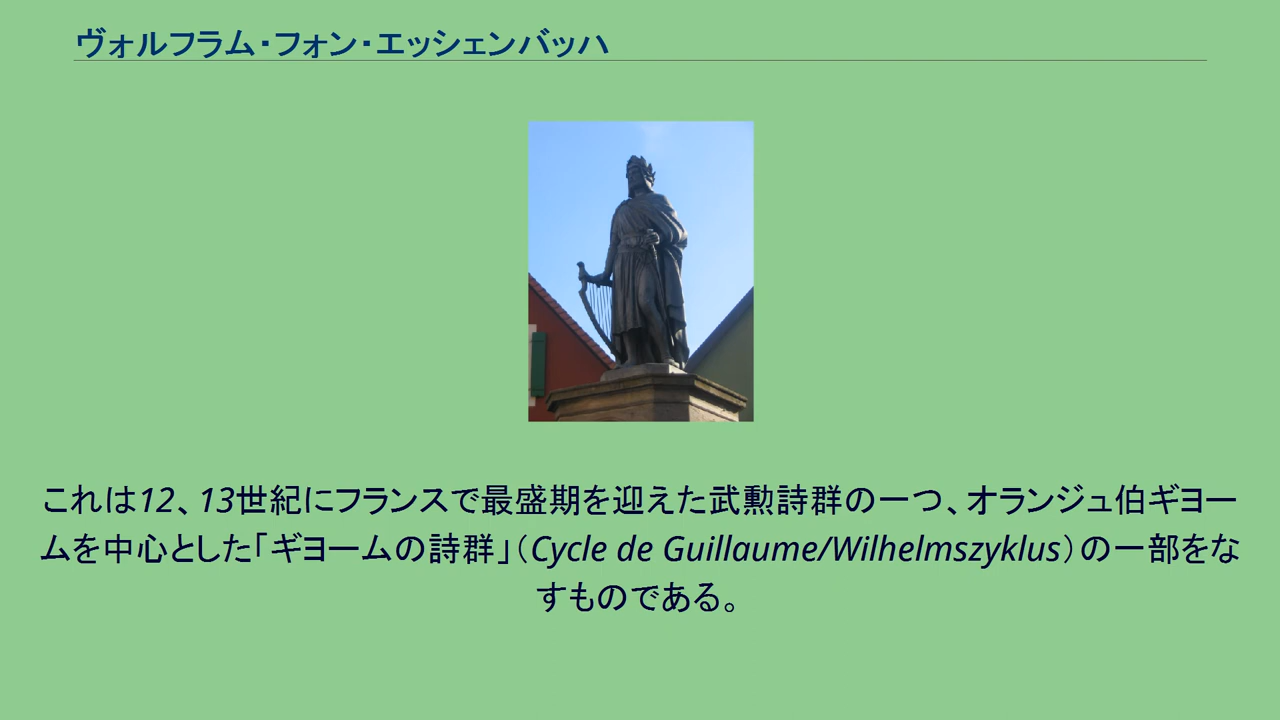 ヴォルフラム・フォン・エッシェンバッハ
これは12、13世紀にフランスで最盛期を迎えた武勲詩群の一つ、オランジュ伯ギヨー
ムを中心とした「ギヨームの詩群」（Cycle de Guillaume/Wilhelmszyklus）の一部をな
すものである。